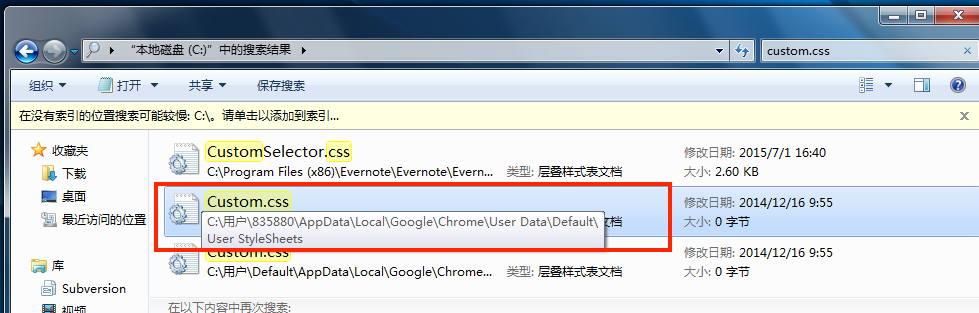 “本地磁盘 (C:)”中的搜索结果
custom.css
组织 打开 共享 保存搜索
在没有索引的位置搜索可能较慢: C:\。请单击以添加到索引...
收藏夹
下载
桌面
最近访问的位置
库
Subversion
视频
CustomSelector.css
C:\Program Files (x86)\Evernote\Evernote\Evern...
类型: 层叠样式表文档
修改日期: 2015/7/1 16:40
大小: 2.60 KB
Custom.css
C:\用户\835880\AppData\Local\Google\Chrome\User Data\Default\
User StyleSheets
文档
修改日期: 2014/12/16 9:55
大小: 0 字节
Custom.css
C:\用户\Default\AppData\Local\Google\Chrome...
类型: 层叠样式表文档
修改日期: 2014/12/16 9:55
大小: 0 字节
在以下内容中再次搜索: